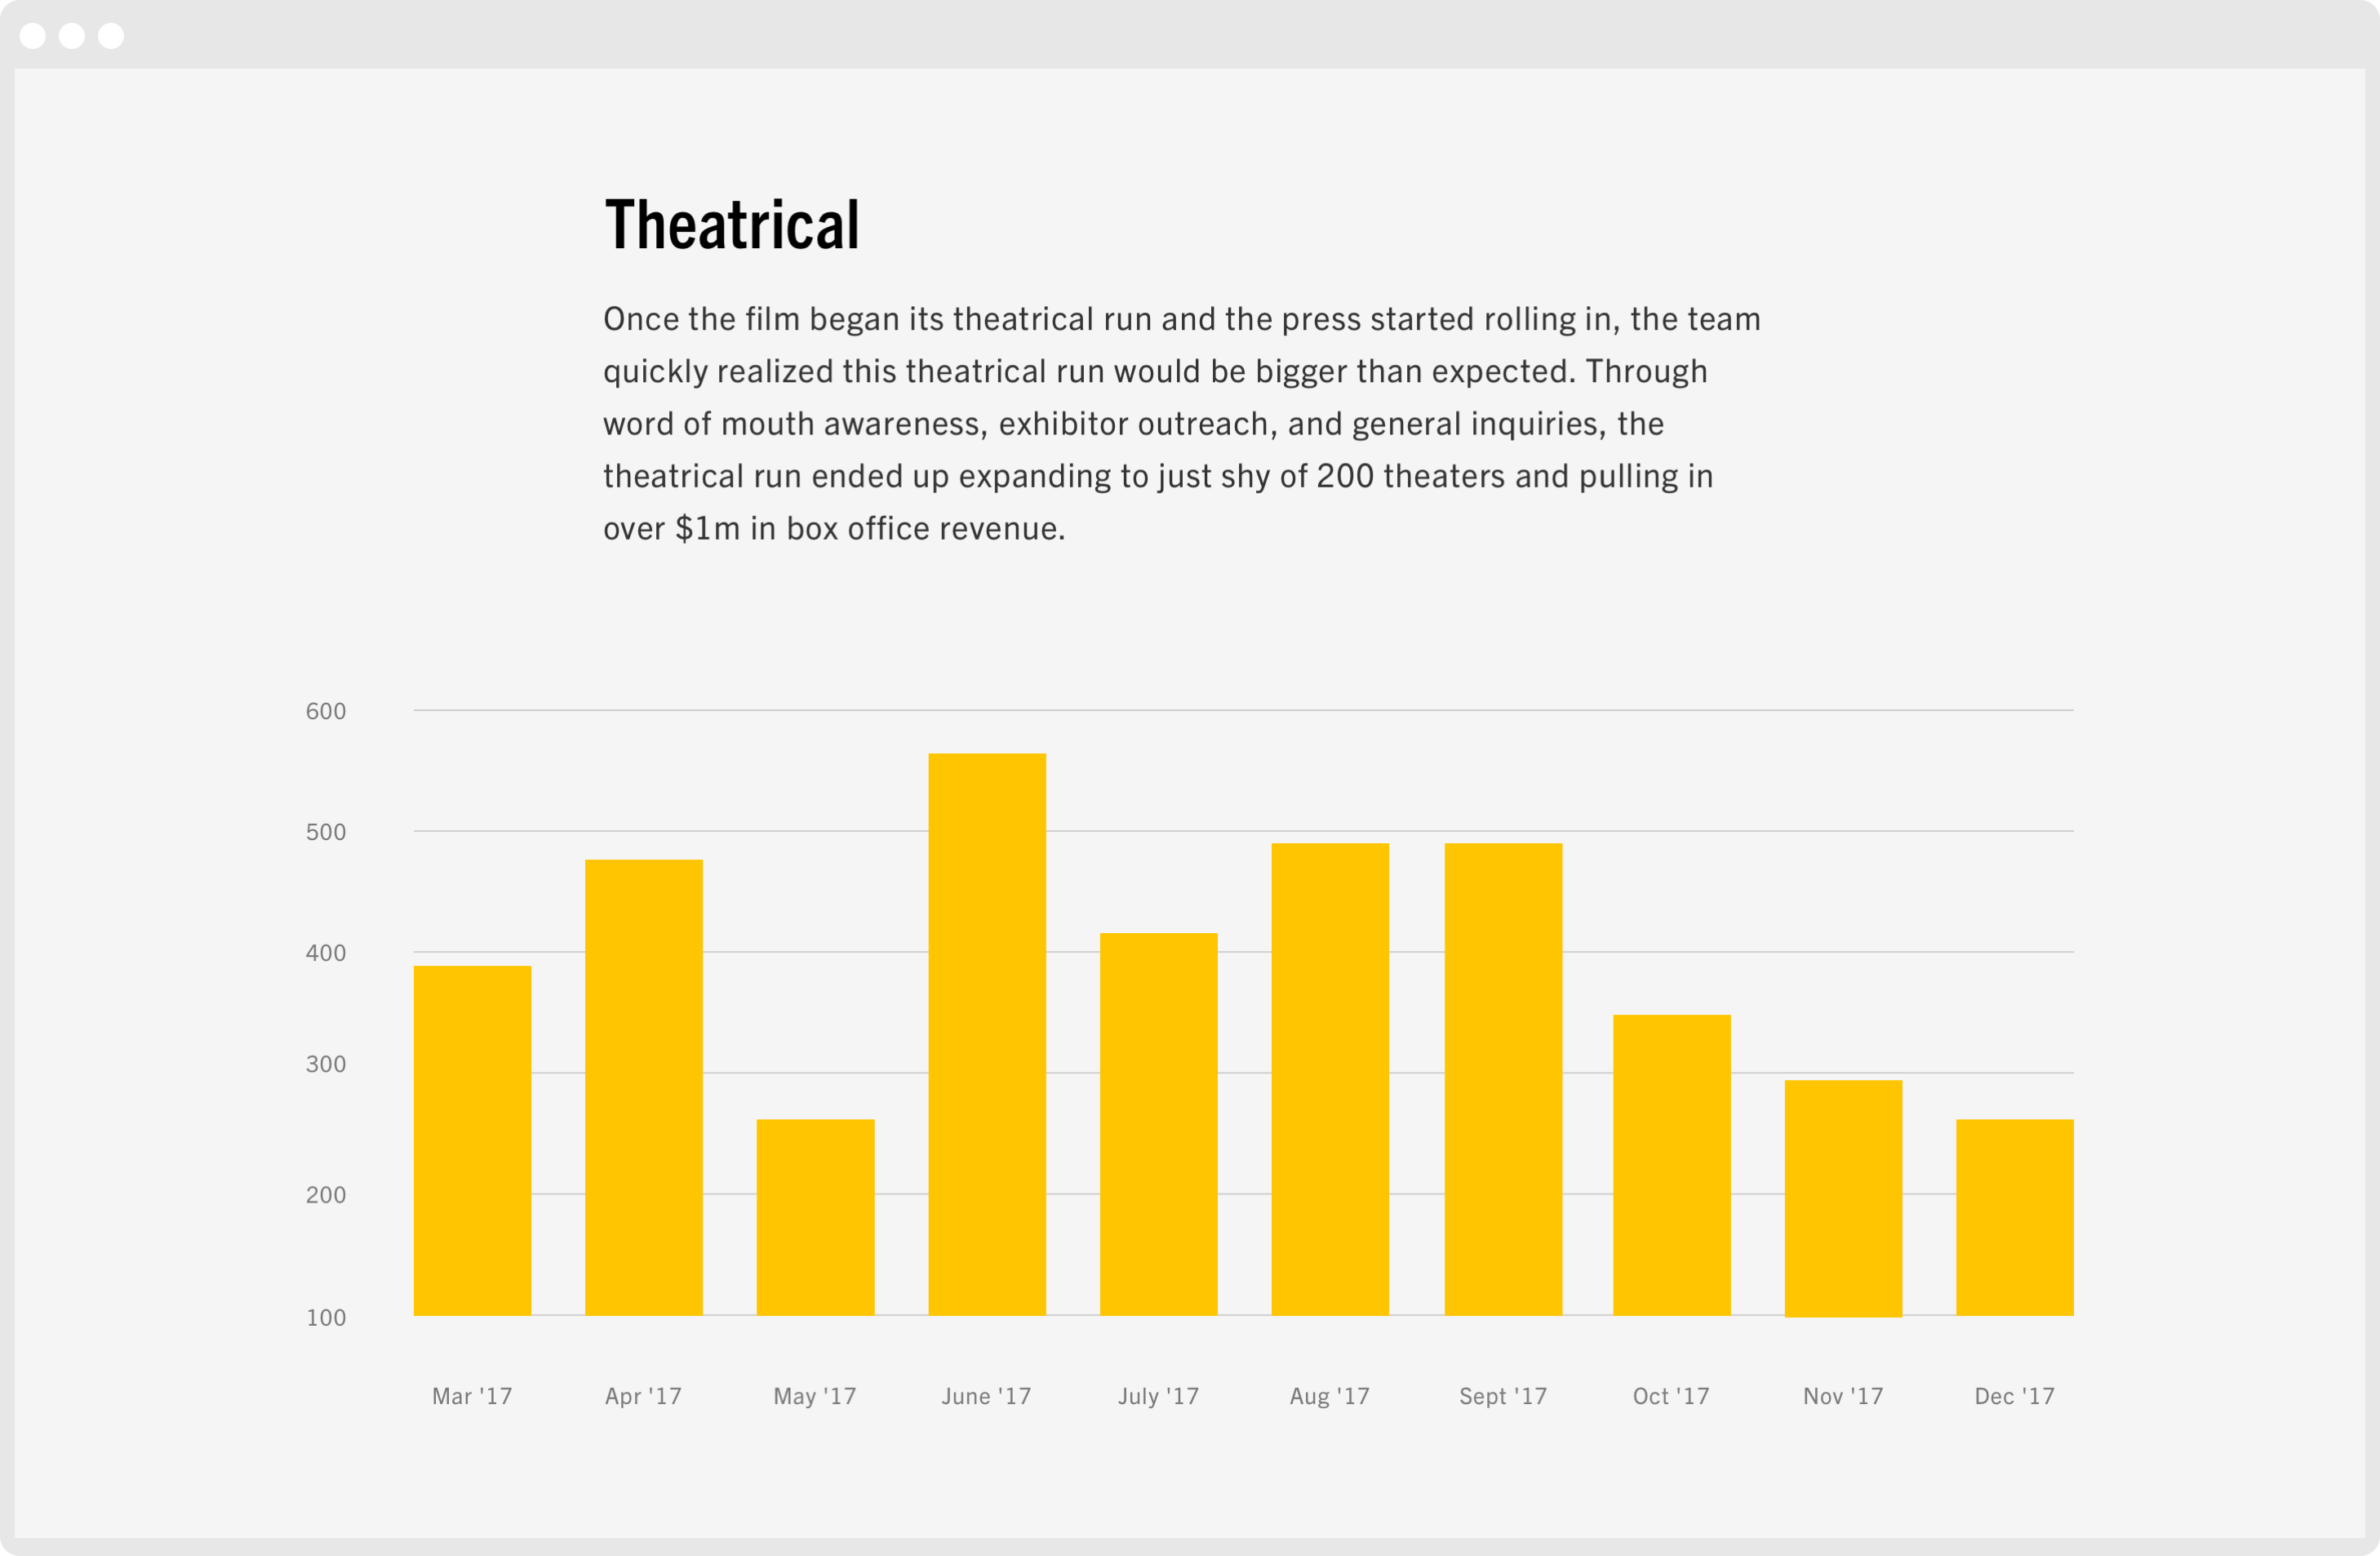 Theatrical
Once the film began its theatrical run and the press started rolling in, the team
quickly realized this theatrical run would be bigger than expected. Through
word of mouth awareness, exhibitor outreach, and general inquiries, the
theatrical run ended up expanding to just shy of 200 theaters and pulling in
over $1m in box office revenue.
600
500
400
300
200
100
Mar '17 Apr '17 May '17 June '17 July '17 Aug '17 Sept '17 Oct '17 Nov '17 Dec '17